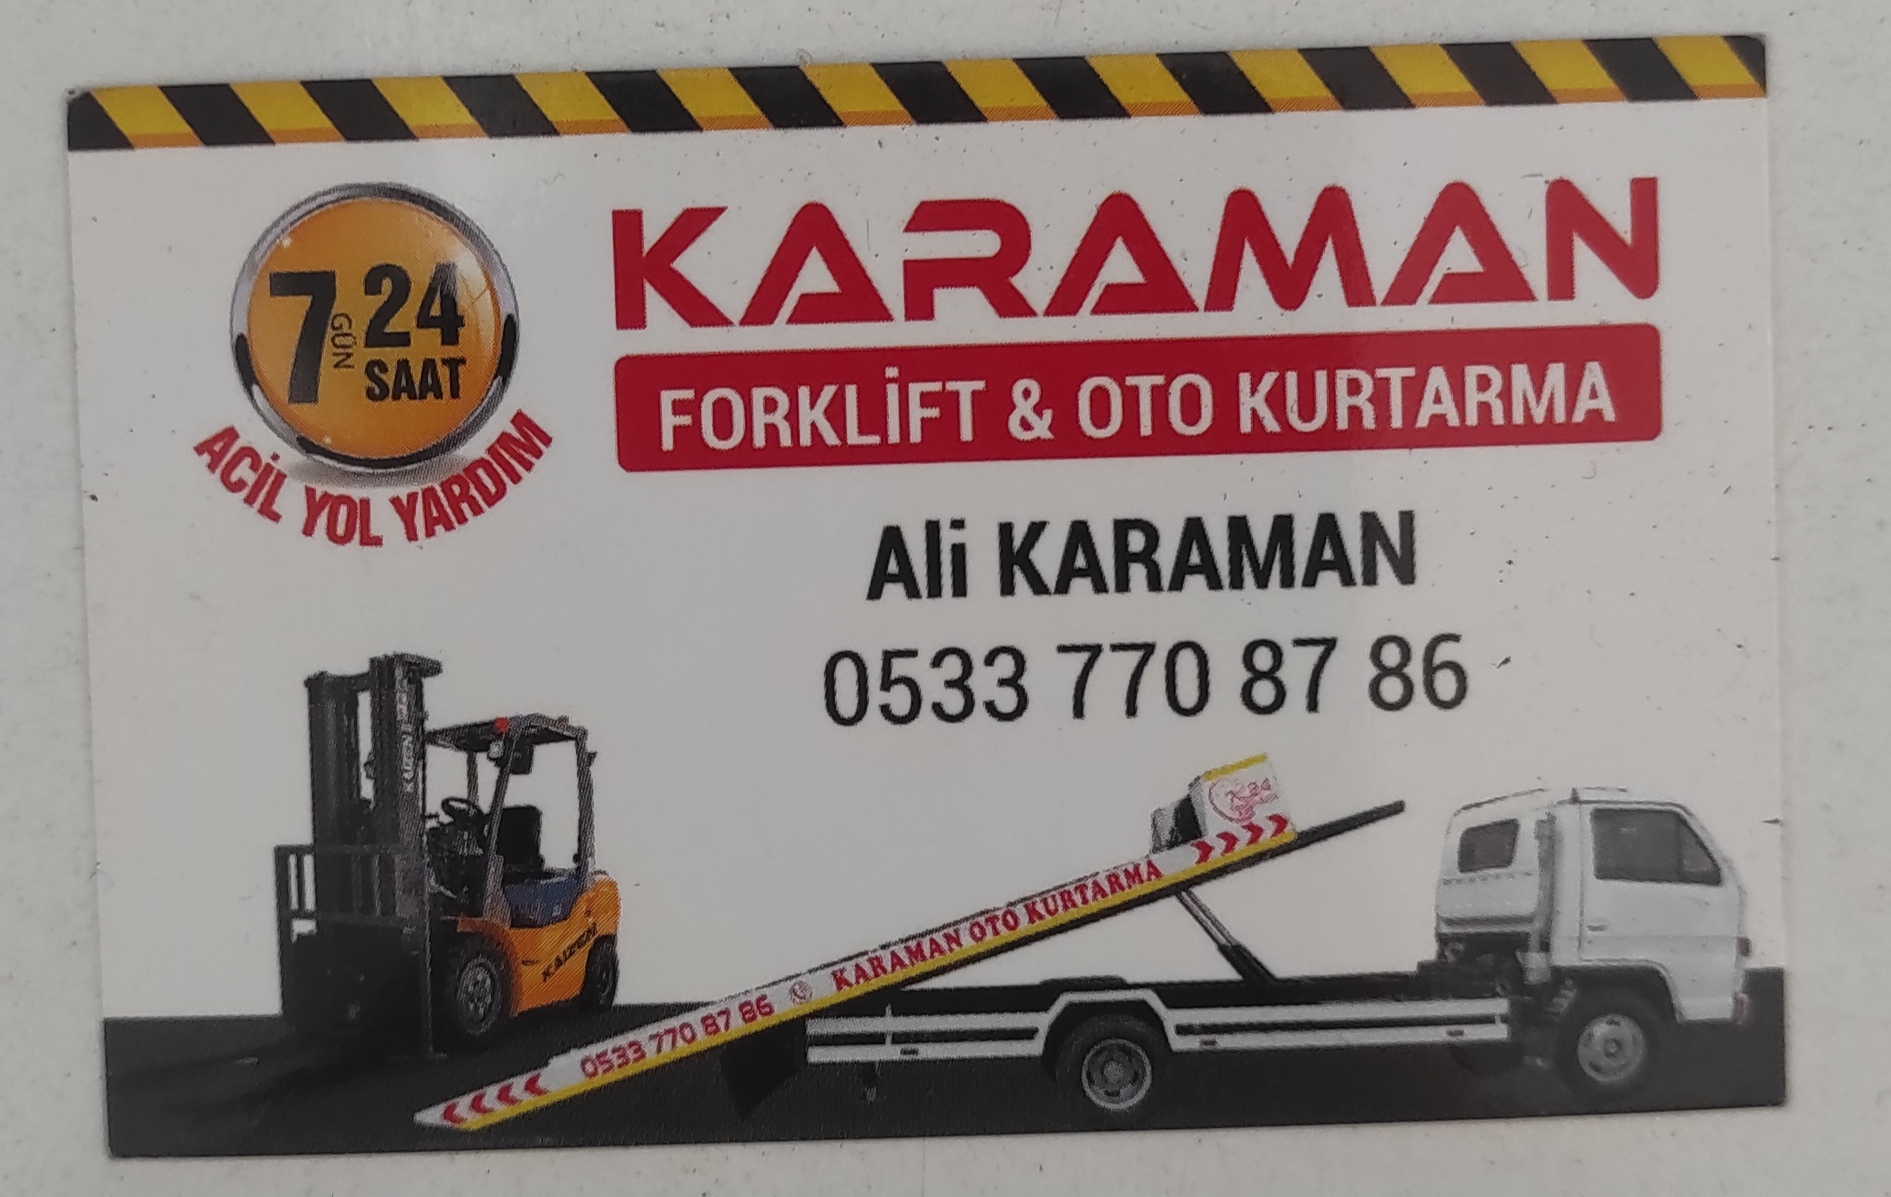 7 GÜN 24
SAAT
ACİL YOL YARDIM
KARAMAN
FORKLİFT & OTO KURTARMA
Ali KARAMAN
0533 770 87 86
KAIZEN
0533 770 87 86 KARAMAN OTO KURTARMA